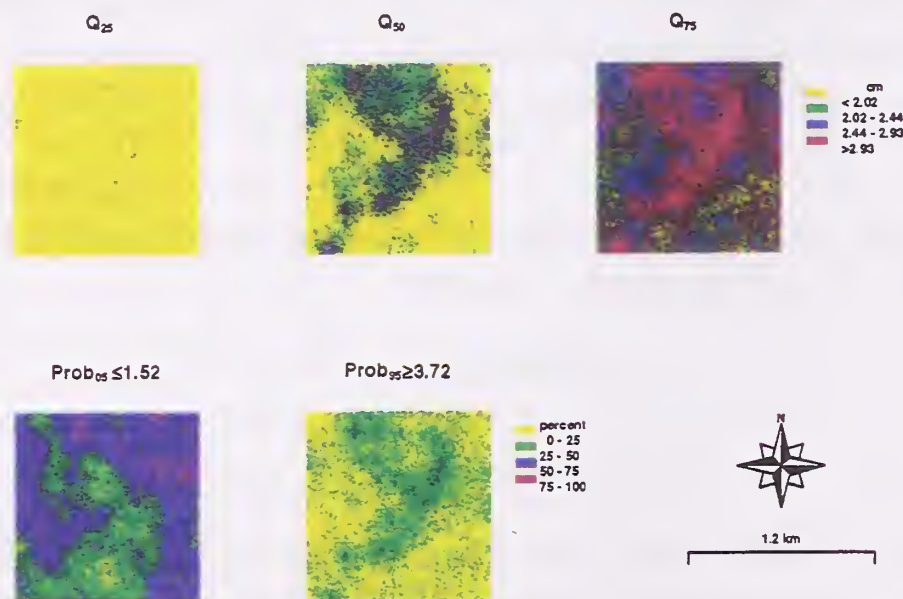 Q₂₅
Q₅₀
Q₇₅
cm
< 2.02
2.02 - 2.44
2.44 - 2.93
>2.93
Prob₀₅ ≤1.52
Prob₉₅≥3.72
percent
0 - 25
25 - 50
50 - 75
75 - 100
N
1.2 km